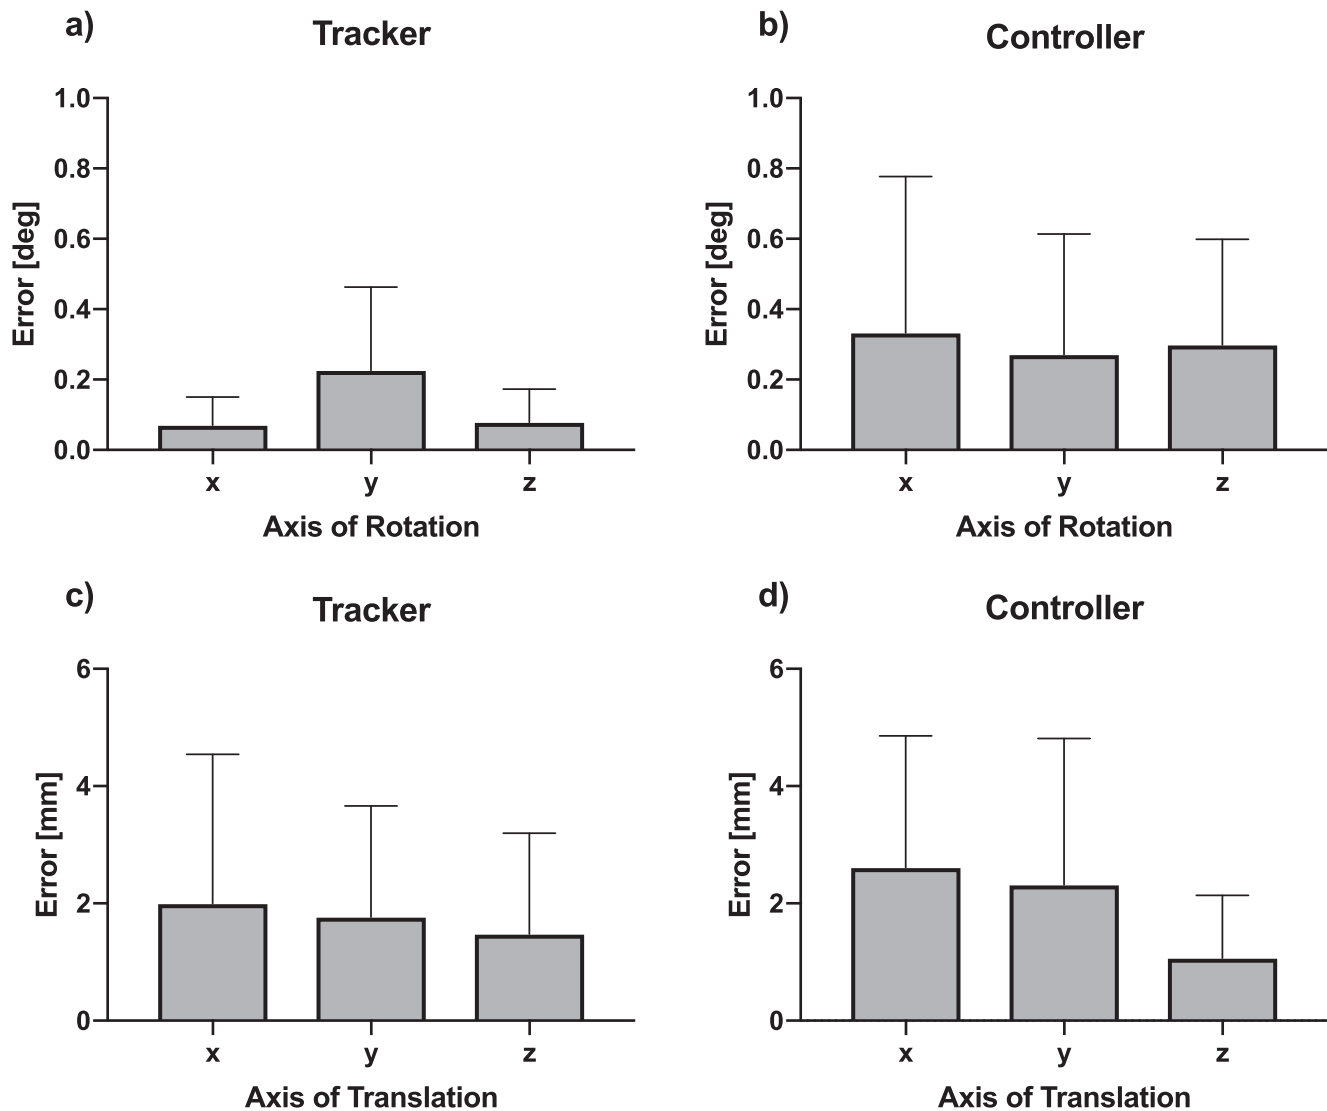 a)
Tracker
1.0
0.8
0.6
0.4
0.2
0.0
Error [deg]
x y z
Axis of Rotation
b)
Controller
1.0
0.8
0.6
0.4
0.2
0.0
Error [deg]
x y z
Axis of Rotation
c)
Tracker
6
4
2
0
Error [mm]
x y z
Axis of Translation
d)
Controller
6
4
2
0
Error [mm]
x y z
Axis of Translation